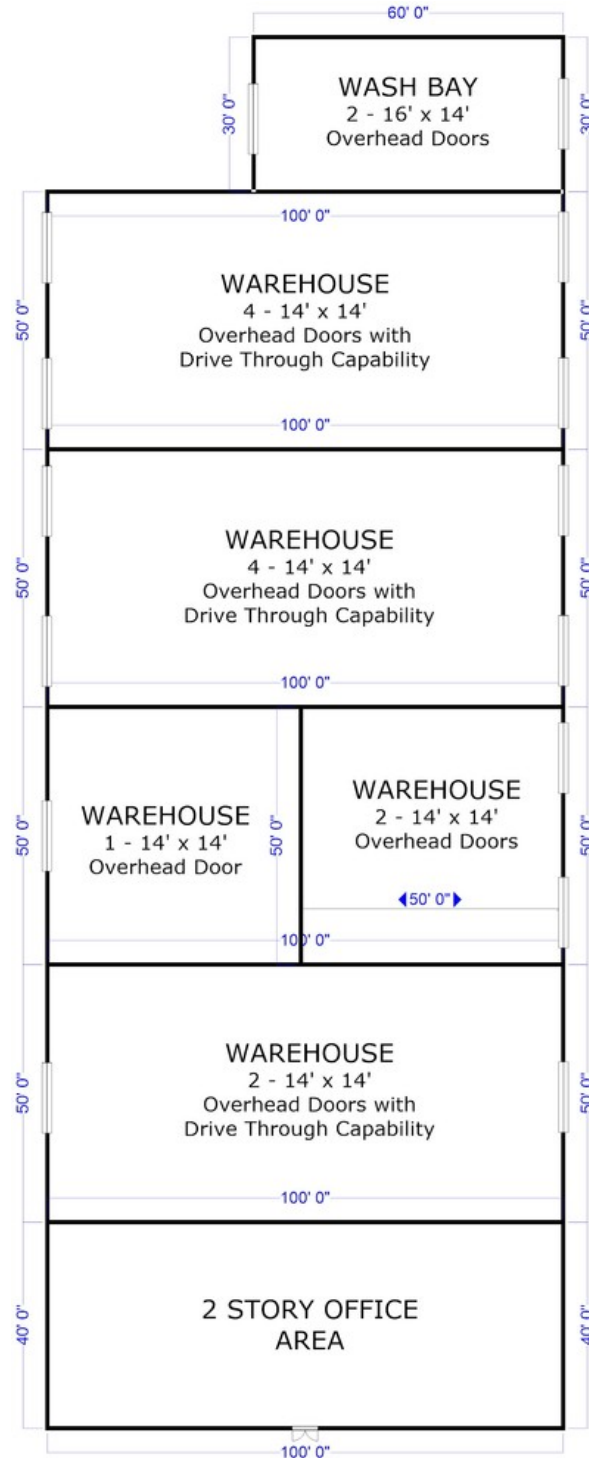 60' 0"
WASH BAY
2 - 16' x 14'
Overhead Doors
30' 0"
30' 0"
100' 0"
WAREHOUSE
4 - 14' x 14'
Overhead Doors with
Drive Through Capability
50' 0"
50' 0"
100' 0"
WAREHOUSE
4 - 14' x 14'
Overhead Doors with
Drive Through Capability
50' 0"
50' 0"
100' 0"
WAREHOUSE
1 - 14' x 14'
Overhead Door
50' 0"
50' 0"
WAREHOUSE
2 - 14' x 14'
Overhead Doors
50' 0"
50' 0"
100' 0"
WAREHOUSE
2 - 14' x 14'
Overhead Doors with
Drive Through Capability
50' 0"
50' 0"
100' 0"
2 STORY OFFICE
AREA
40' 0"
40' 0"
100' 0"